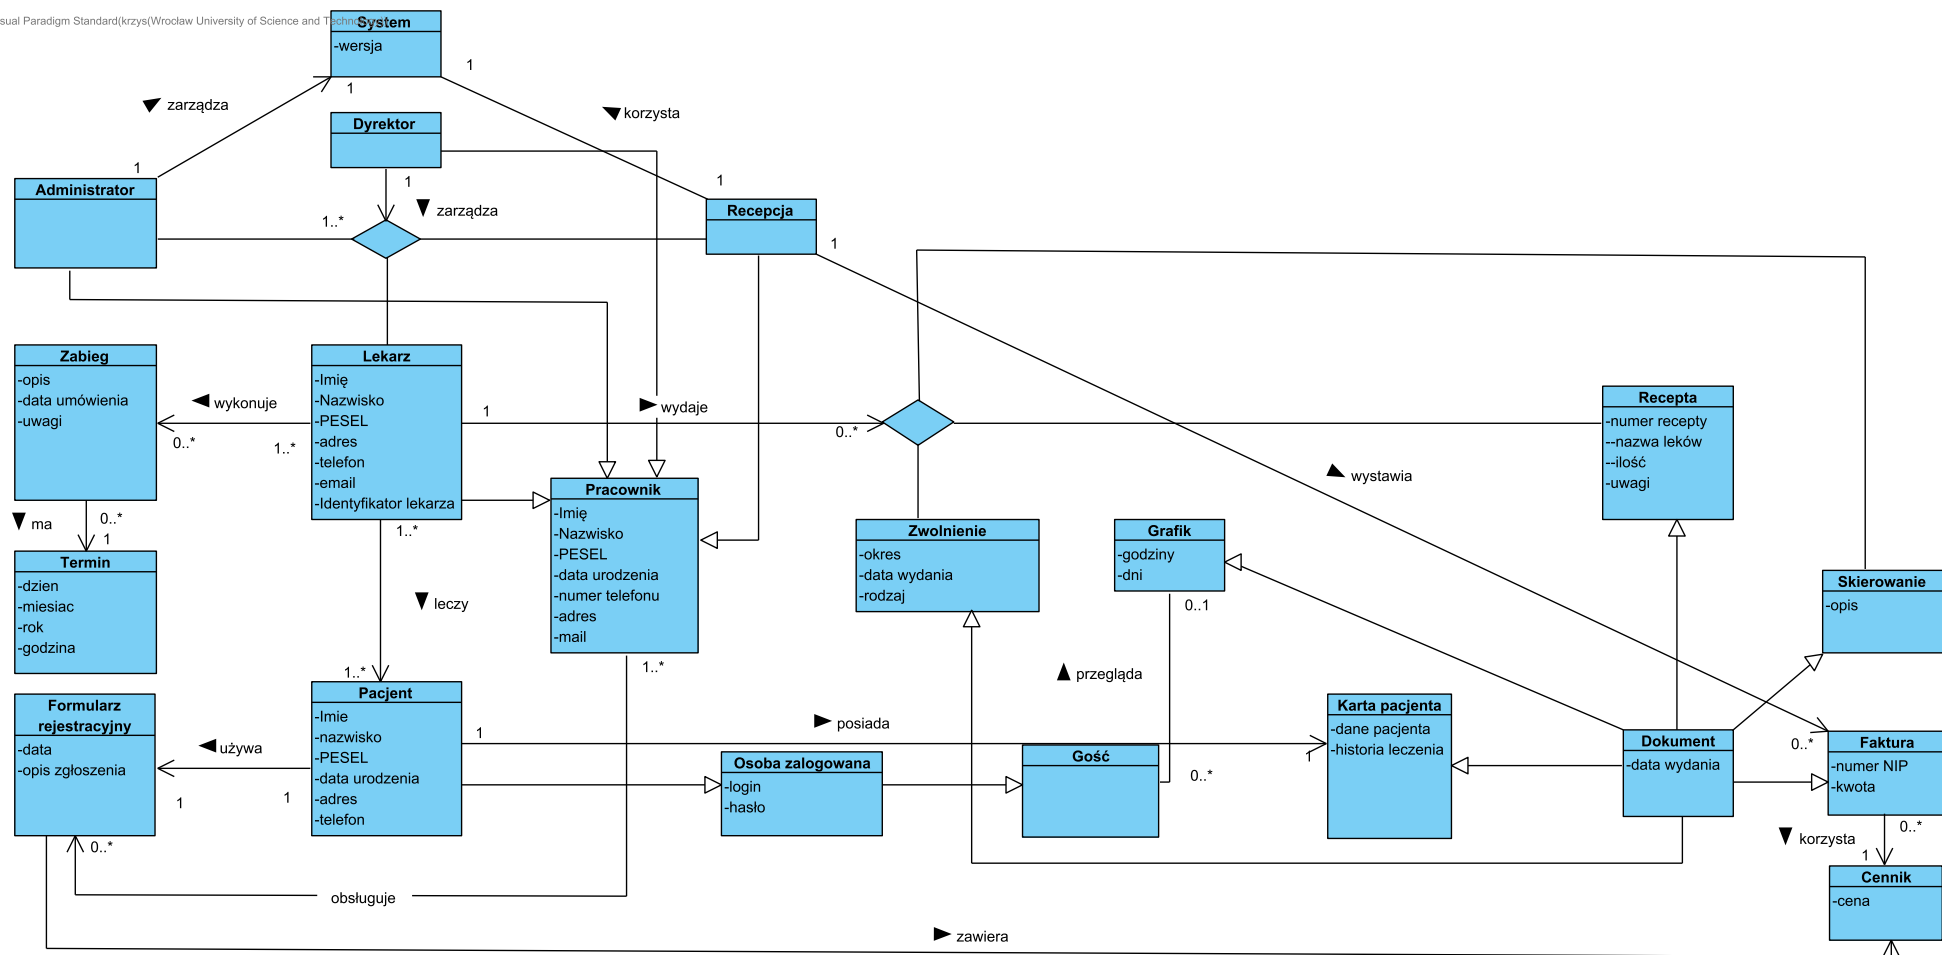 sual Paradigm Standard(krzys(Wrocław University of Science and
System
-wersja
1
1
zarządza
korzysta
Dyrektor
1
1
1
Administrator
1..*
zarządza
Recepcja
1
Zabieg
-opis
-data umówienia
-uwagi
wykonuje
0..*
1..*
Lekarz
-Imię
-Nazwisko
-PESEL
-adres
-telefon
-email
-Identyfikator lekarza
1
wydaje
0..*
Recepta
-numer recepty
--nazwa leków
--ilość
-uwagi
wystawia
ma
0..*
1
1..*
Pracownik
-Imię
-Nazwisko
-PESEL
-data urodzenia
-numer telefonu
-adres
-mail
Zwolnienie
-okres
-data wydania
-rodzaj
Grafik
-godziny
-dni
0..1
Skierowanie
-opis
Termin
-dzien
-miesiac
-rok
-godzina
leczy
1..*
1..*
przegląda
Formularz
rejestracyjny
-data
-opis zgłoszenia
używa
1
1
Pacjent
-Imie
-nazwisko
-PESEL
-data urodzenia
-adres
-telefon
1
posiada
1
Osoba zalogowana
-login
-hasło
Gość
0..*
Karta pacjenta
-dane pacjenta
-historia leczenia
Dokument
-data wydania
0..*
Faktura
-numer NIP
-kwota
0..*
korzysta
1
0..*
obsługuje
Cennik
-cena
zawiera